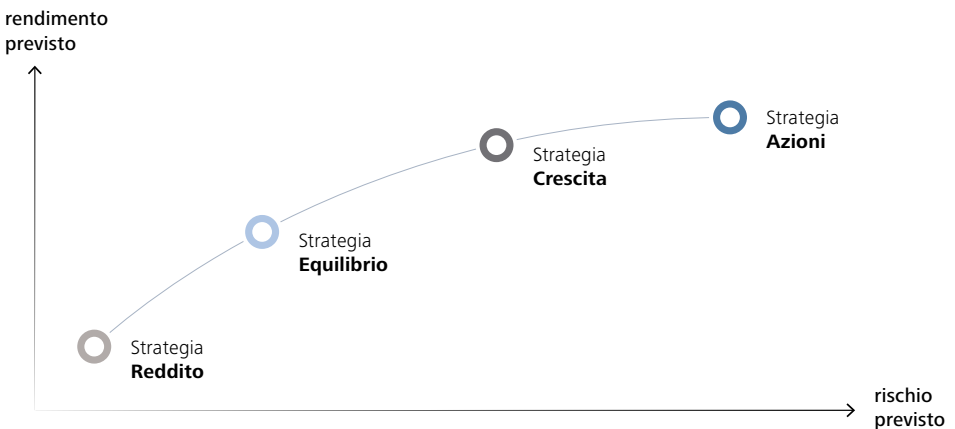 rendimento
previsto
Strategia
Azioni
Strategia
Crescita
Strategia
Equilibrio
Strategia
Reddito
rischio
previsto